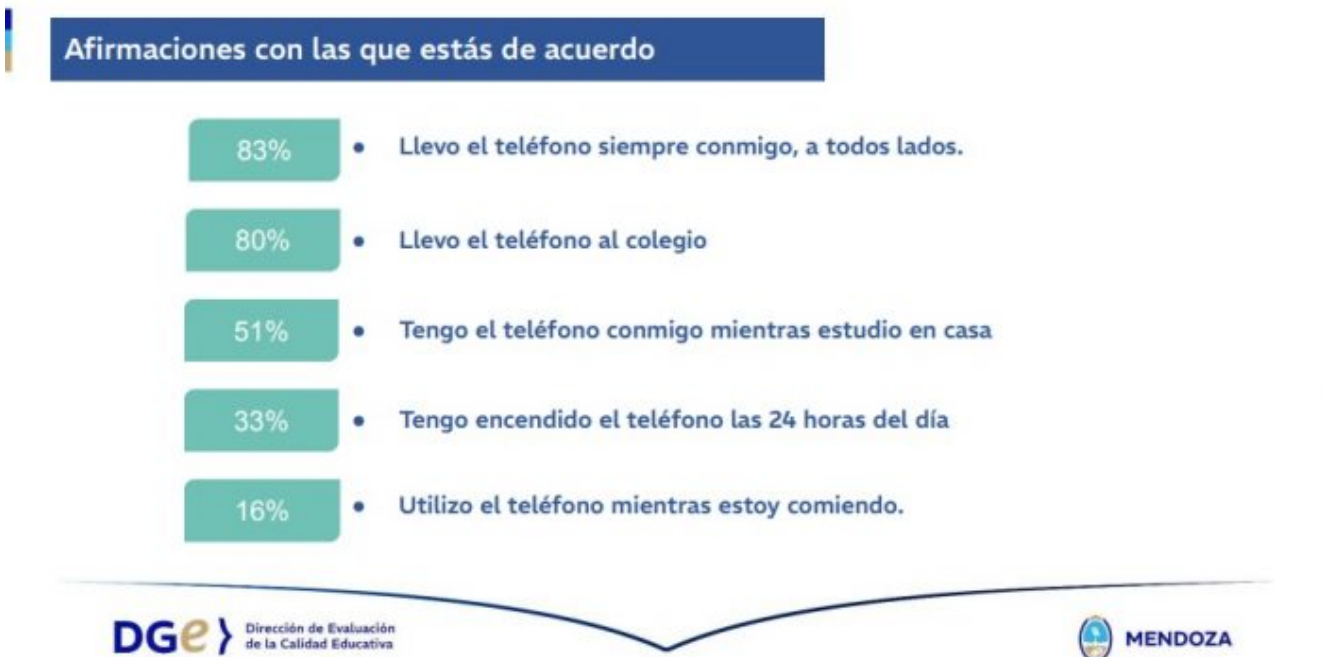 Afirmaciones con las que estás de acuerdo
83% • Llevo el teléfono siempre conmigo, a todos lados.
80% • Llevo el teléfono al colegio
51% • Tengo el teléfono conmigo mientras estudio en casa
33% • Tengo encendido el teléfono las 24 horas del día
16% • Utilizo el teléfono mientras estoy comiendo.
DGe Dirección de Evaluación
de la Calidad Educativa
MENDOZA